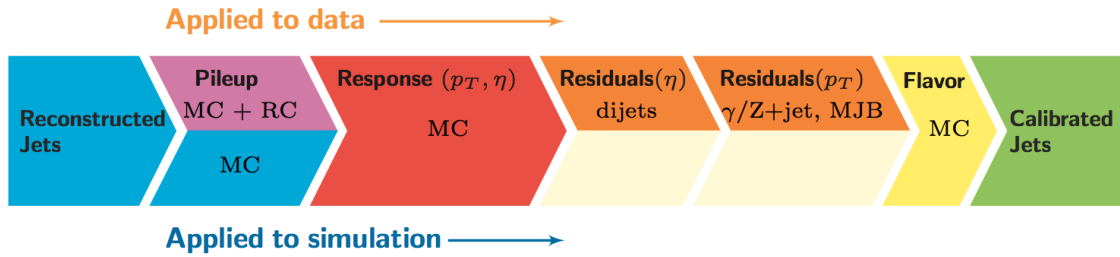 Applied to data
Reconstructed
Jets
Pileup
MC + RC
MC
Response (p_T, η)
MC
Residuals(η)
dijets
Residuals(p_T)
γ/Z+jet, MJB
Flavor
MC
Calibrated
Jets
Applied to simulation